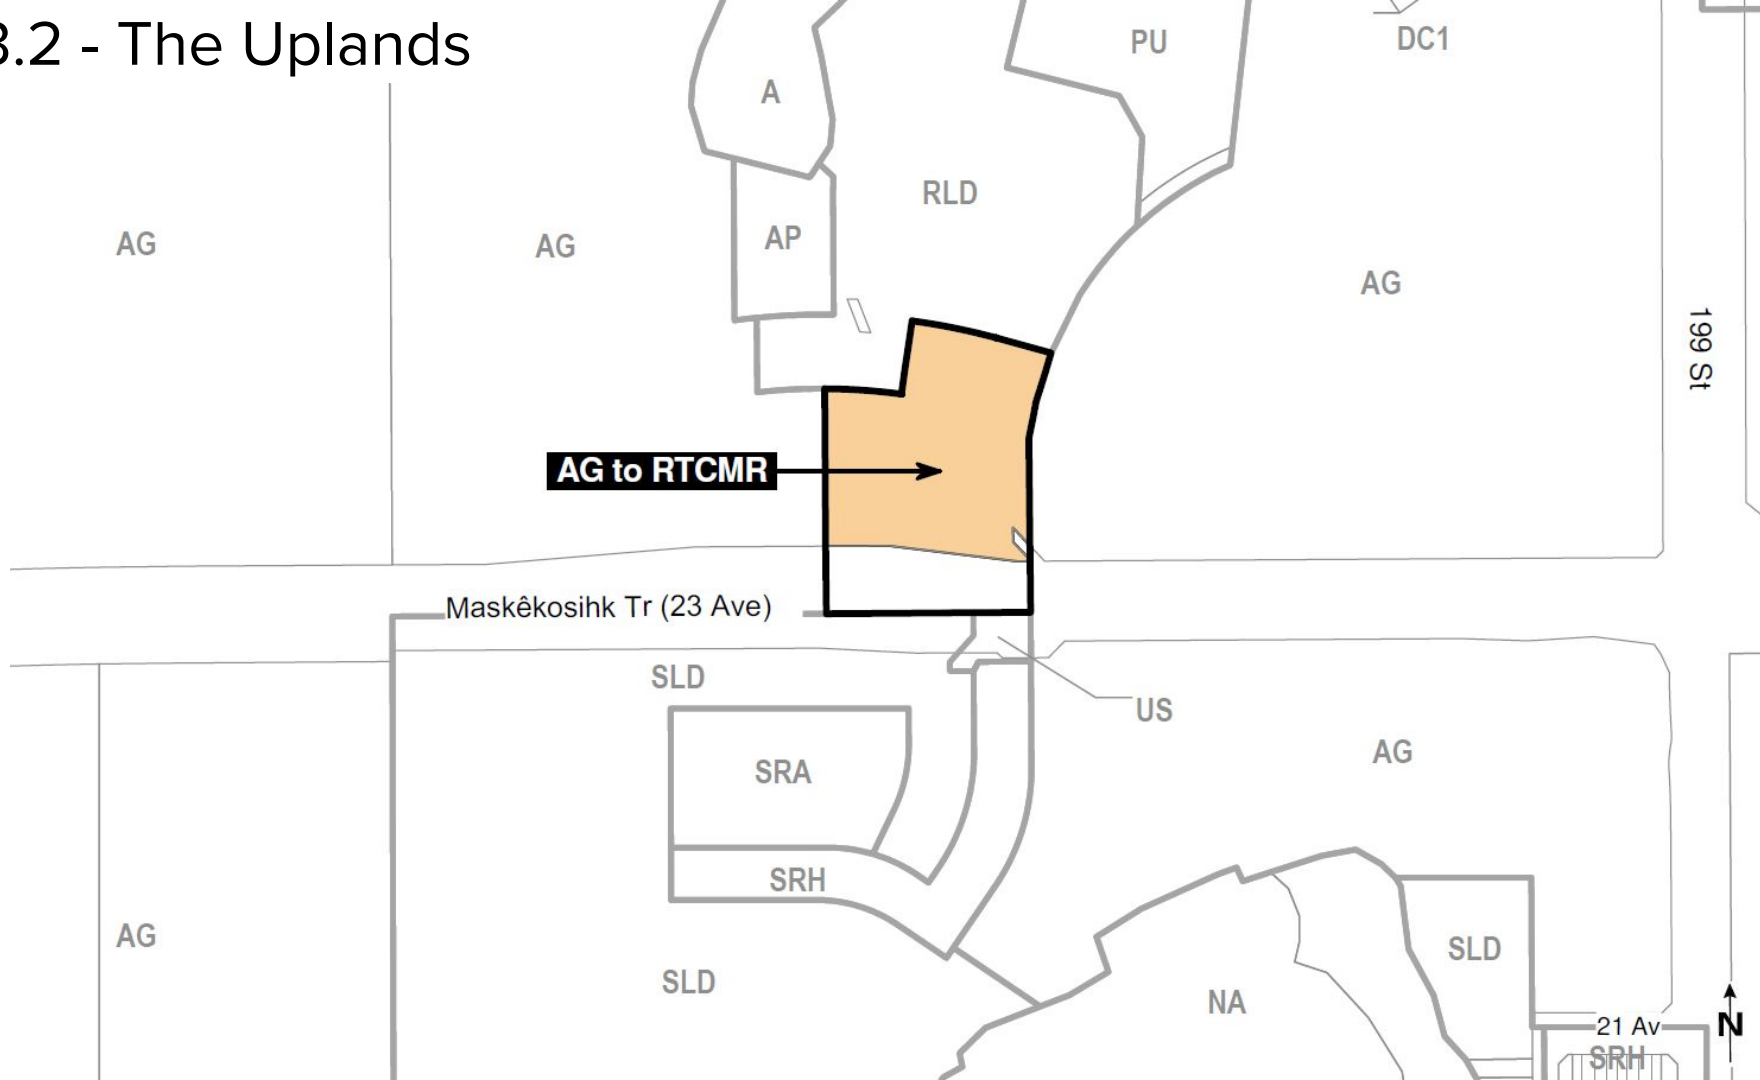 3.2 - The Uplands
PU
DC1
A
RLD
AP
AG
AG
AG
199 St
AG to RTCMR
Maskêkosihk Tr (23 Ave)
SLD
US
AG
SRA
SRH
AG
SLD
SLD
NA
21 Av
N
SRH